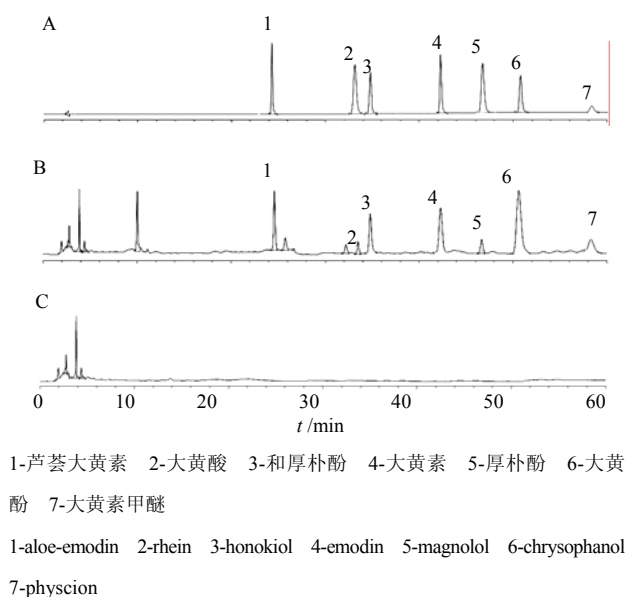 A
1
2
3
4
5
6
7
B
1
2
3
4
5
6
7
C
0 10 20 30 40 50 60
t /min
1-芦荟大黄素 2-大黄酸 3-和厚朴酚 4-大黄素 5-厚朴酚 6-大黄
酚 7-大黄素甲醚
1-aloe-emodin 2-rhein 3-honokiol 4-emodin 5-magnolol 6-chrysophanol
7-physcion